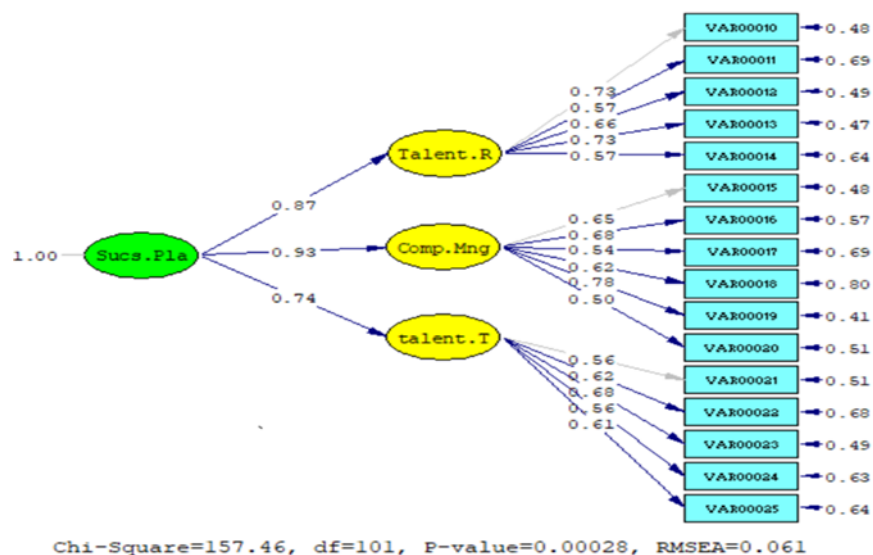 VAR00010 0.48
VAR00011 0.69
0.73
VAR00012 0.49
0.57
0.66
VAR00013 0.47
0.73
Talent.R
0.57
VAR00014 0.64
VAR00015 0.48
0.87
0.65
VAR00016 0.57
0.68
1.00 Sucs.Pla 0.93 Comp.Mng
0.54
VAR00017 0.69
0.62
VAR00018 0.80
0.78
0.74
0.50
VAR00019 0.41
talent.T
VAR00020 0.51
0.56
VAR00021 0.51
0.62
0.68
VAR00022 0.68
0.56
0.61
VAR00023 0.49
VAR00024 0.63
VAR00025 0.64
Chi-Square=157.46, df=101, P-value=0.00028, RMSEA=0.061